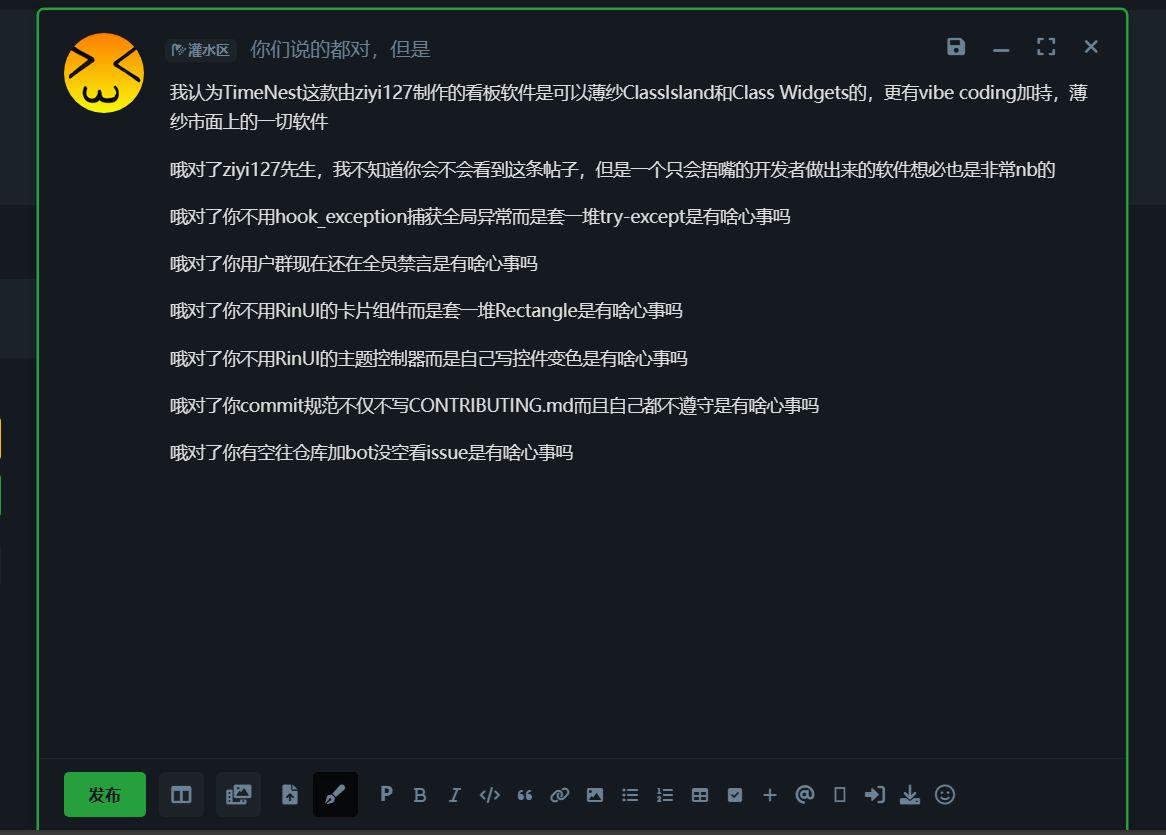 灌水区 你们说的都对，但是
我认为TimeNest这款由ziyi127制作的看板软件是可以薄纱ClassIsland和Class Widgets的，更有vibe coding加持，薄
纱市面上的一切软件
哦对了ziyi127先生，我不知道你会不会看到这条帖子，但是一个只会捂嘴的开发者做出来的软件想必也是非常nb的
哦对了你不用hook_exception捕获全局异常而是套一堆try-except是有啥心事吗
哦对了你用户群现在还在全员禁言是有啥心事吗
哦对了你不用RinUI的卡片组件而是套一堆Rectangle是有啥心事吗
哦对了你不用RinUI的主题控制器而是自己写控件变色是有啥心事吗
哦对了你commit规范不仅不写CONTRIBUTING.md而且自己都不遵守是有啥心事吗
哦对了你有空往仓库加bot没空看issue是有啥心事吗
发布